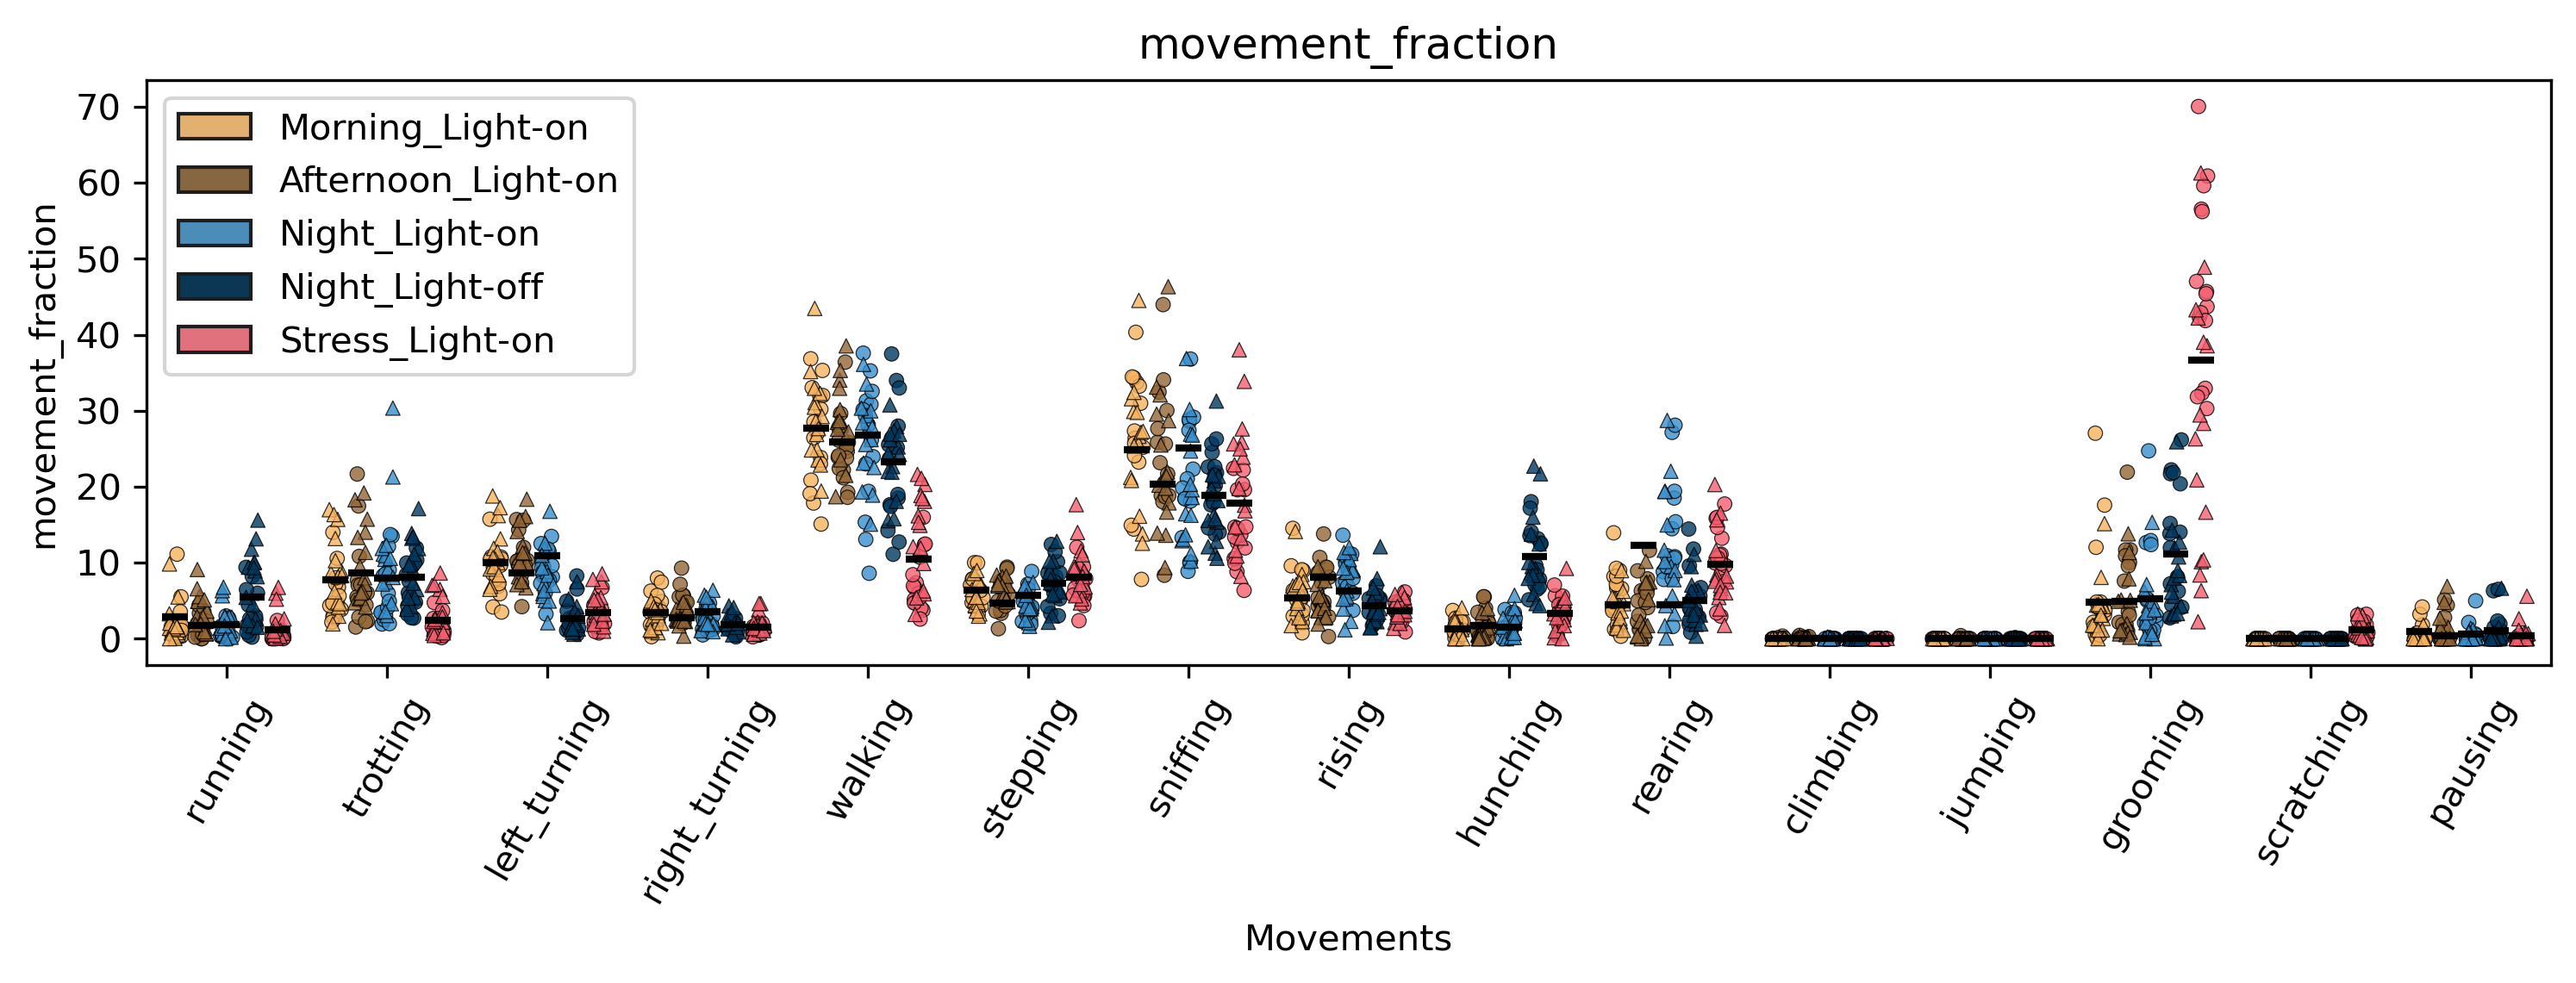 movement_fraction
movement_fraction
70
60
50
40
30
20
10
0
Morning_Light-on
Afternoon_Light-on
Night_Light-on
Night_Light-off
Stress_Light-on
running
trotting
left_turning
right_turning
walking
stepping
sniffing
rising
hunching
rearing
climbing
jumping
grooming
scratching
pausing
Movements